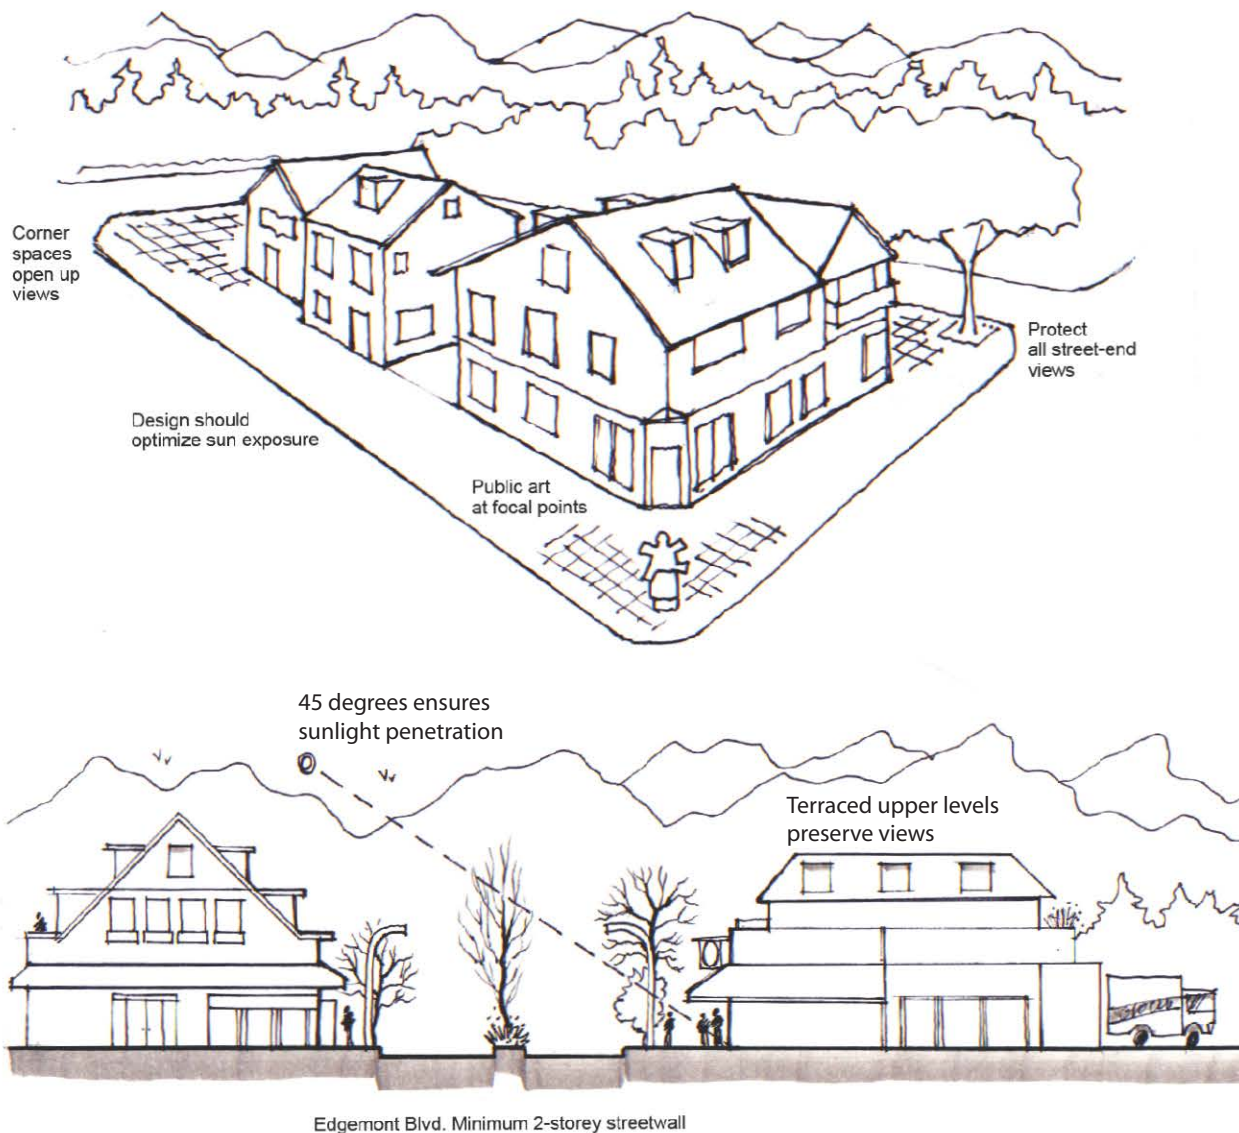 Corner
spaces
open up
views
Protect
all street-end
views
Design should
optimize sun exposure
Public art
at focal points
45 degrees ensures
sunlight penetration
Terraced upper levels
preserve views
Edgemont Blvd. Minimum 2-storey streetwall